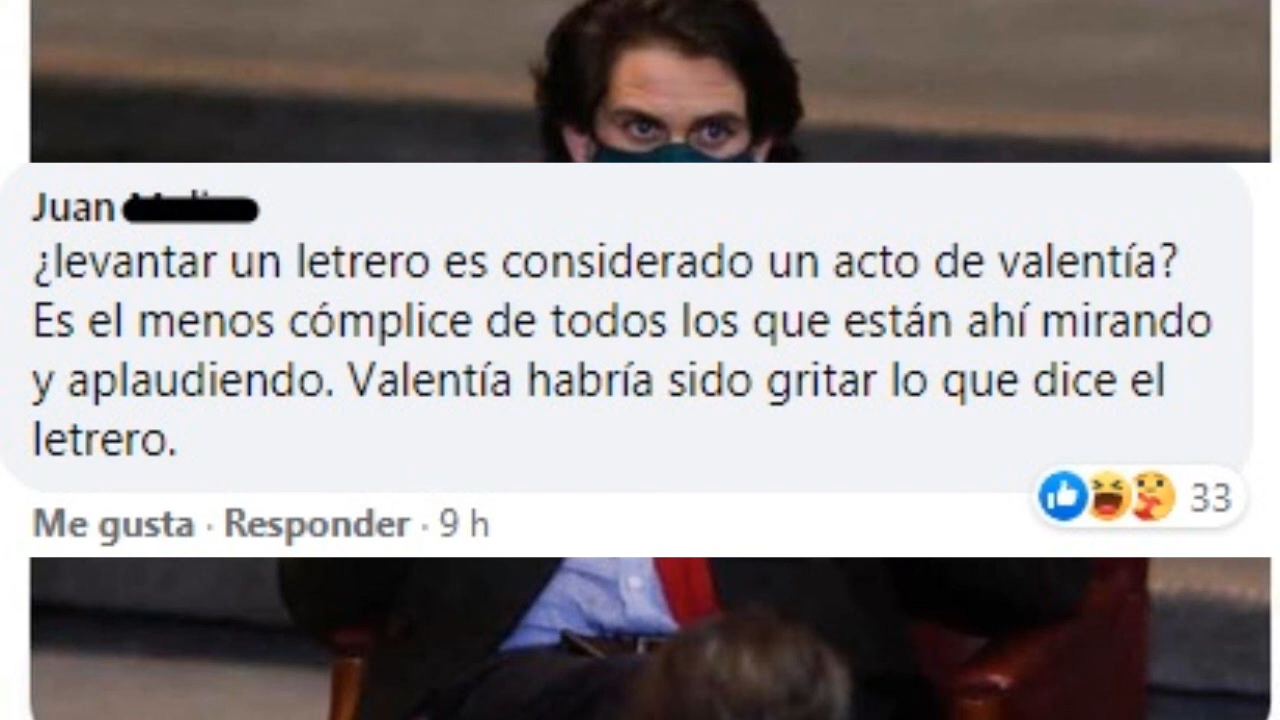 Juan
¿levantar un letrero es considerado un acto de valentía?
Es el menos cómplice de todos los que están ahí mirando
y aplaudiendo. Valentía habría sido gritar lo que dice el
letrero.
33
Me gusta · Responder · 9 h